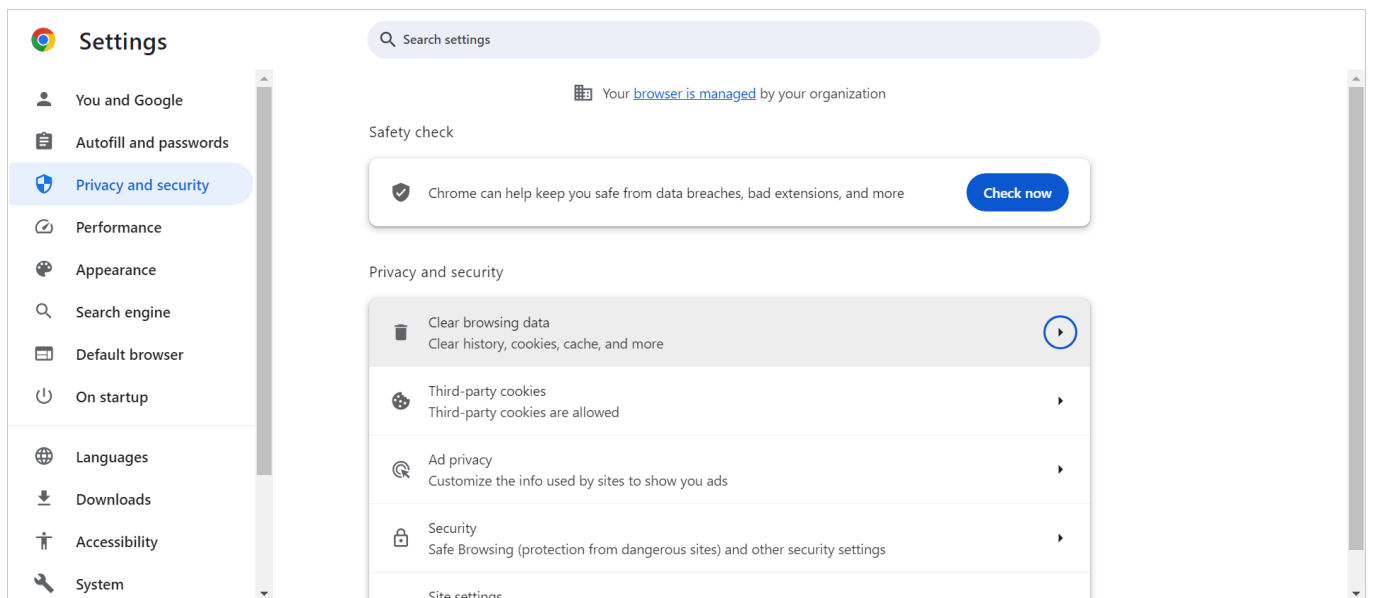 Settings
Search settings
You and Google
Autofill and passwords
Privacy and security
Performance
Appearance
Search engine
Default browser
On startup
Languages
Downloads
Accessibility
System
Your browser is managed by your organization
Safety check
Chrome can help keep you safe from data breaches, bad extensions, and more
Check now
Privacy and security
Clear browsing data
Clear history, cookies, cache, and more
Third-party cookies
Third-party cookies are allowed
Ad privacy
Customize the info used by sites to show you ads
Security
Safe Browsing (protection from dangerous sites) and other security settings
Site settings